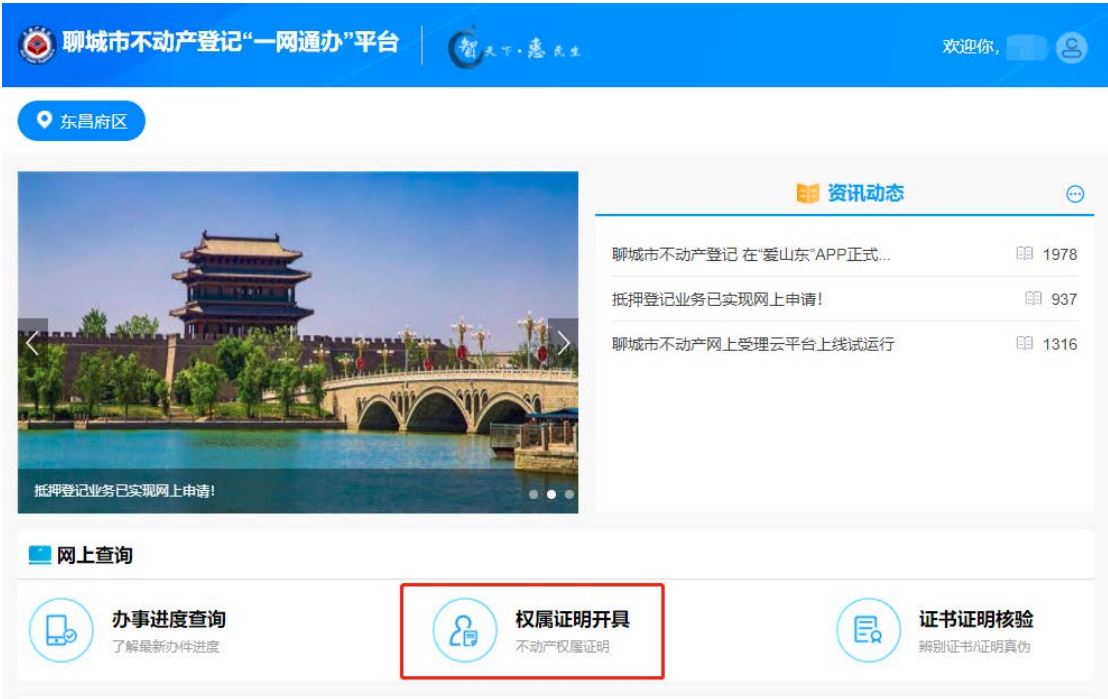 聊城市不动产登记“一网通办”平台
智天下·惠民生
欢迎你,
东昌府区
资讯动态
聊城市不动产登记 在“爱山东”APP正式... 1978
抵押登记业务已实现网上申请! 937
聊城市不动产网上受理云平台上线试运行 1316
抵押登记业务已实现网上申请!
网上查询
办事进度查询
了解最新办件进度
权属证明开具
不动产权属证明
证书证明核验
辨别证书/证明真伪